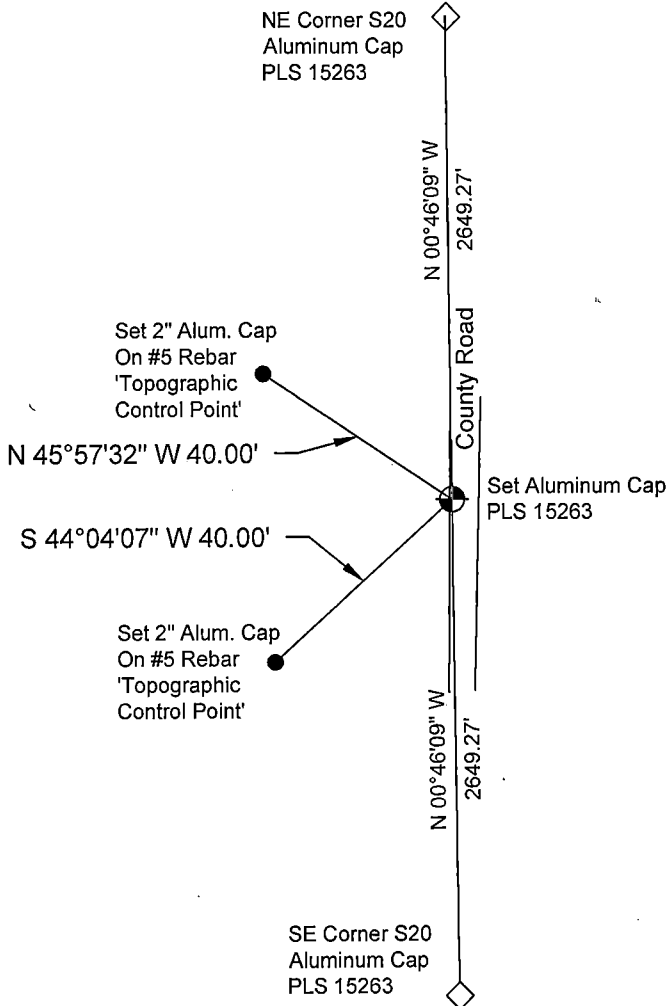 NE Corner S20
Aluminum Cap
PLS 15263
N 00°46'09" W
2649.27'
County Road
Set 2" Alum. Cap
On #5 Rebar
'Topographic
Control Point'
N 45°57'32" W 40.00'
Set Aluminum Cap
PLS 15263
S 44°04'07" W 40.00'
Set 2" Alum. Cap
On #5 Rebar
'Topographic
Control Point'
N 00°46'09" W
2649.27'
SE Corner S20
Aluminum Cap
PLS 15263